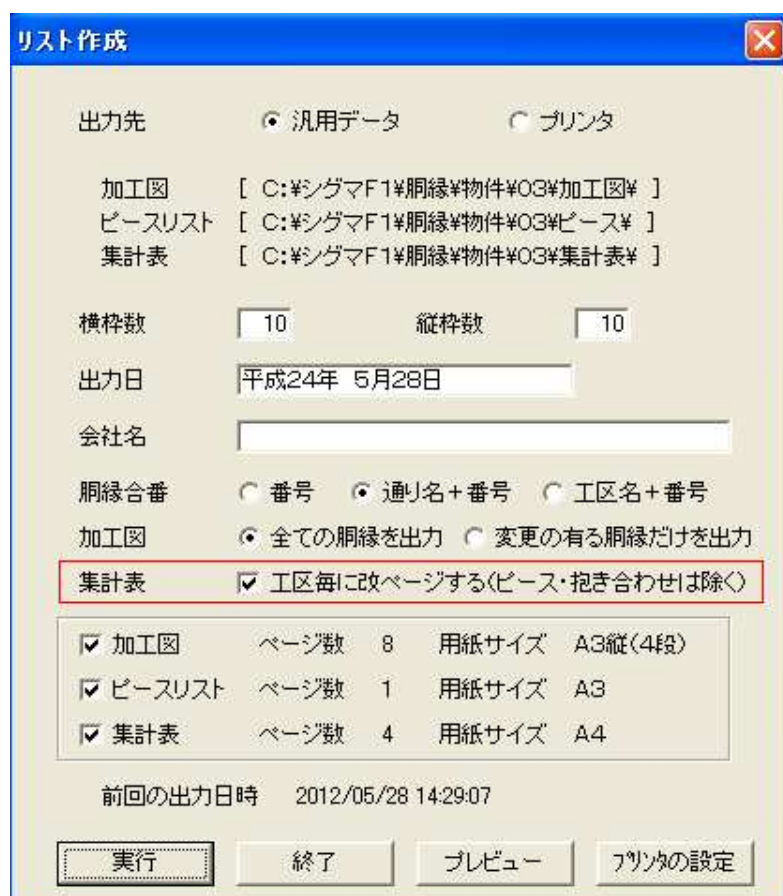 リスト作成
出力先 汎用データ プリンタ
加工図 [ C:¥シグマF1¥胴縁¥物件¥03¥加工図¥ ]
ピースリスト [ C:¥シグマF1¥胴縁¥物件¥03¥ピース¥ ]
集計表 [ C:¥シグマF1¥胴縁¥物件¥03¥集計表¥ ]
横枠数 10 縦枠数 10
出力日 平成24年 5月28日
会社名
胴縁合番 番号 通り名+番号 工区名+番号
加工図 全ての胴縁を出力 変更の有る胴縁だけを出力
集計表 工区毎に改ページする(ピース・抱き合わせは除く)
加工図 ページ数 8 用紙サイズ A3縦(4段)
ピースリスト ページ数 1 用紙サイズ A3
集計表 ページ数 4 用紙サイズ A4
前回の出力日時 2012/05/28 14:29:07
実行 終了 プレビュー プリンタの設定